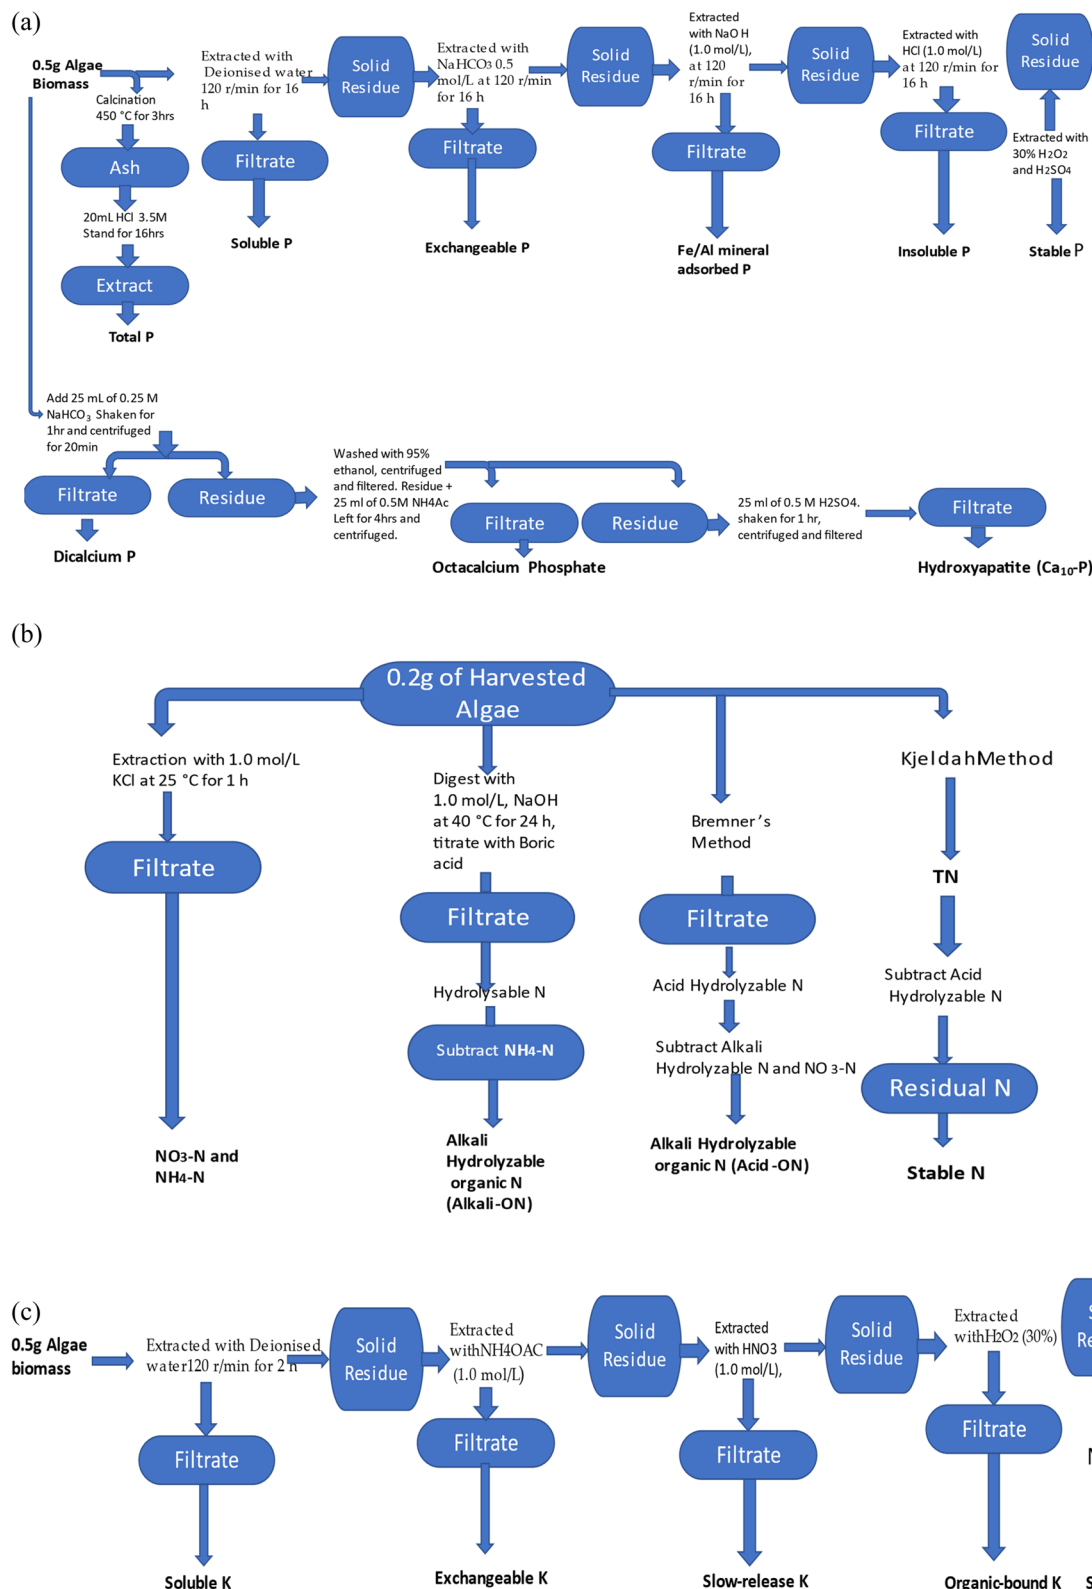 (a)
0.5g Algae
Biomass
Calcination
450 °C for 3hrs
Ash
20mL HCl 3.5M
Stand for 16hrs
Extract
Total P
Extracted with
Deionised water
120 r/min for 16
h
Filtrate
Soluble P
Solid
Residue
Extracted with
NaHCO3 0.5
mol/L at 120 r/min
for 16 h
Filtrate
Exchangeable P
Solid
Residue
Extracted
with NaO H
(1.0 mol/L),
at 120
r/min for
16 h
Filtrate
Fe/Al mineral
adsorbed P
Solid
Residue
Extracted with
HCl (1.0 mol/L)
at 120 r/min for
16 h
Filtrate
Insoluble P
Solid
Residue
Extracted with
30% H2O2
and H2SO4
Stable P
Add 25 mL of 0.25 M
NaHCO3 Shaken for
1hr and centrifuged
for 20min
Filtrate
Dicalcium P
Residue
Washed with 95%
ethanol, centrifuged
and filtered. Residue +
25 ml of 0.5M NH4Ac
Left for 4hrs and
centrifuged.
Filtrate
Octacalcium Phosphate
Residue
25 ml of 0.5 M H2SO4.
shaken for 1 hr,
centrifuged and filtered
Filtrate
Hydroxyapatite (Ca10-P)
(b)
0.2g of Harvested
Algae
Extraction with 1.0 mol/L
KCl at 25 °C for 1 h
Filtrate
NO3-N and
NH4-N
Digest with
1.0 mol/L, NaOH
at 40 °C for 24 h,
titrate with Boric
acid
Filtrate
Hydrolysable N
Subtract NH4-N
Alkali
Hydrolyzable
organic N
(Alkali-ON)
Bremner's
Method
Filtrate
Acid Hydrolyzable N
Subtract Alkali
Hydrolyzable N and NO 3-N
Alkali Hydrolyzable
organic N (Acid -ON)
KjeldahMethod
TN
Subtract Acid
Hydrolyzable N
Residual N
Stable N
(c)
0.5g Algae
biomass
Extracted with Deionised
water120 r/min for 2 h
Filtrate
Soluble K
Solid
Residue
Extracted
withNH4OAC
(1.0 mol/L)
Filtrate
Exchangeable K
Solid
Residue
Extracted
with HNO3
(1.0 mol/L),
Filtrate
Slow-release K
Solid
Residue
Extracted
withH2O2 (30%)
Filtrate
Organic-bound K